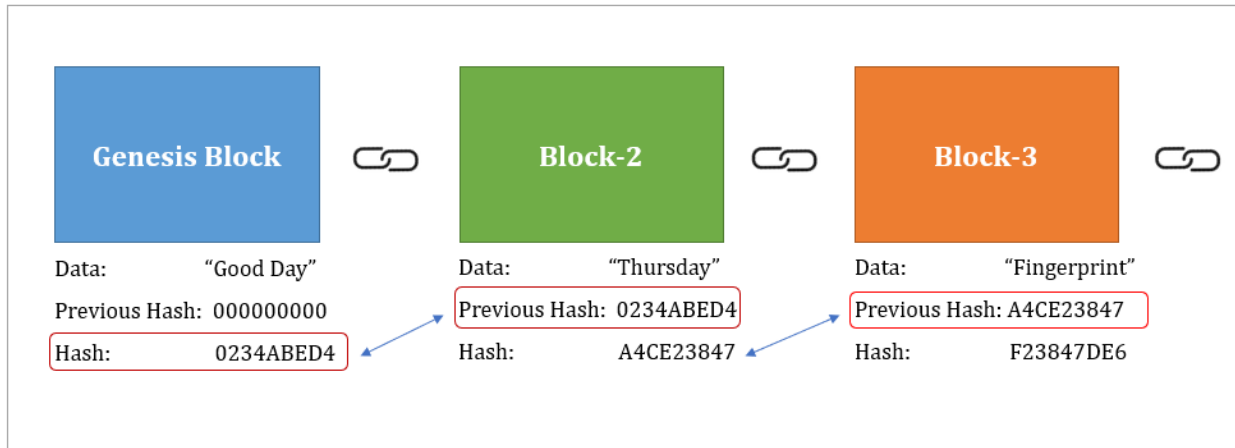 Genesis Block
Data: “Good Day”
Previous Hash: 000000000
Hash: 0234ABED4
Block-2
Data: “Thursday”
Previous Hash: 0234ABED4
Hash: A4CE23847
Block-3
Data: “Fingerprint”
Previous Hash: A4CE23847
Hash: F23847DE6